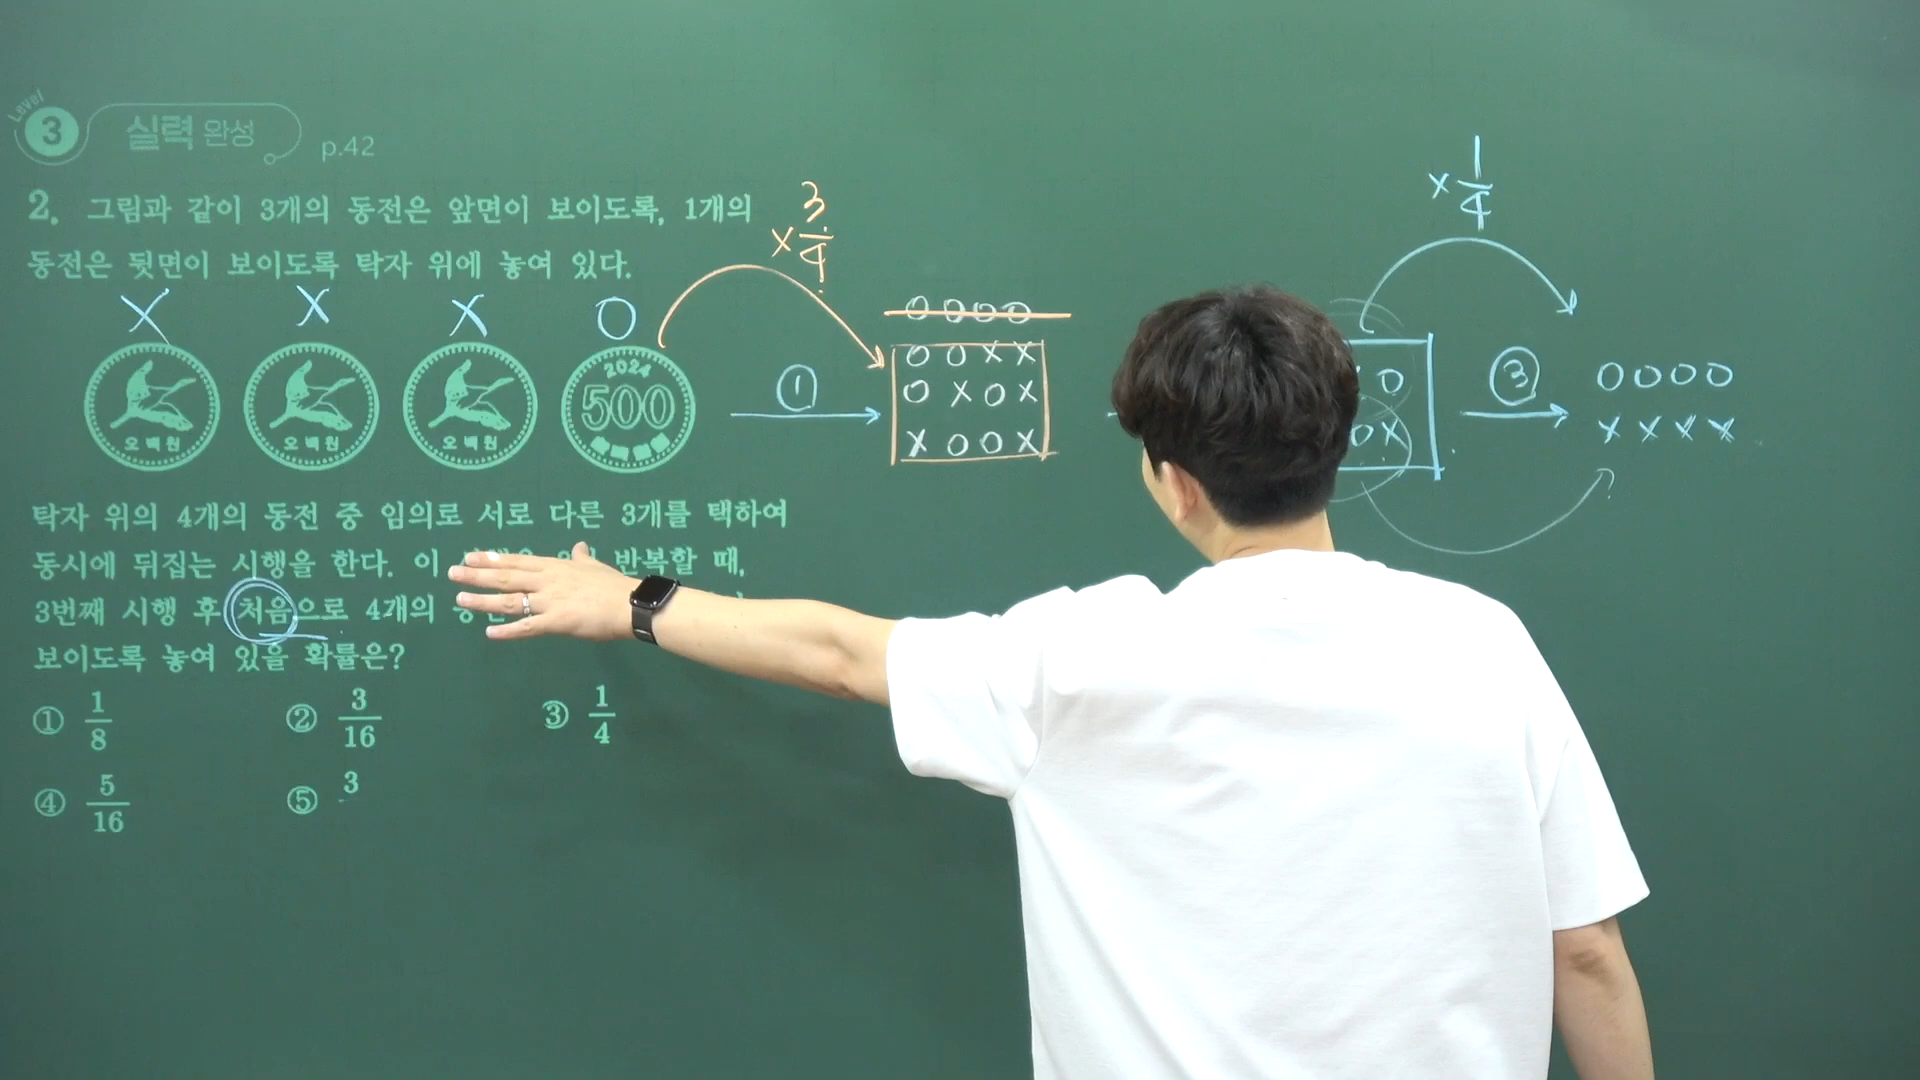 Level 3 실력 완성 p.42
2. 그림과 같이 3개의 동전은 앞면이 보이도록, 1개의
동전은 뒷면이 보이도록 탁자 위에 놓여 있다.
X X X O
오백원 오백원 오백원 2024 500
탁자 위의 4개의 동전 중 임의로 서로 다른 3개를 택하여
동시에 뒤집는 시행을 한다. 이 반복할 때,
3번째 시행 후 처음으로 4개의
보이도록 놓여 있을 확률은?
① 1/8 ② 3/16 ③ 1/4
④ 5/16 ⑤ 3
× 3/4
①
O O O O
O O X X
O X O X
X O O X
× 1/4
O
O X
③
O O O O
X X X X
?